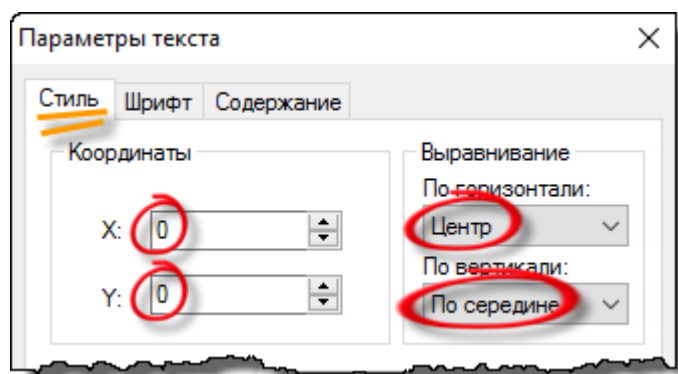 Параметры текста
Стиль Шрифт Содержание
Координаты
X: 0
Y: 0
Выравнивание
По горизонтали:
Центр
По вертикали:
По середине